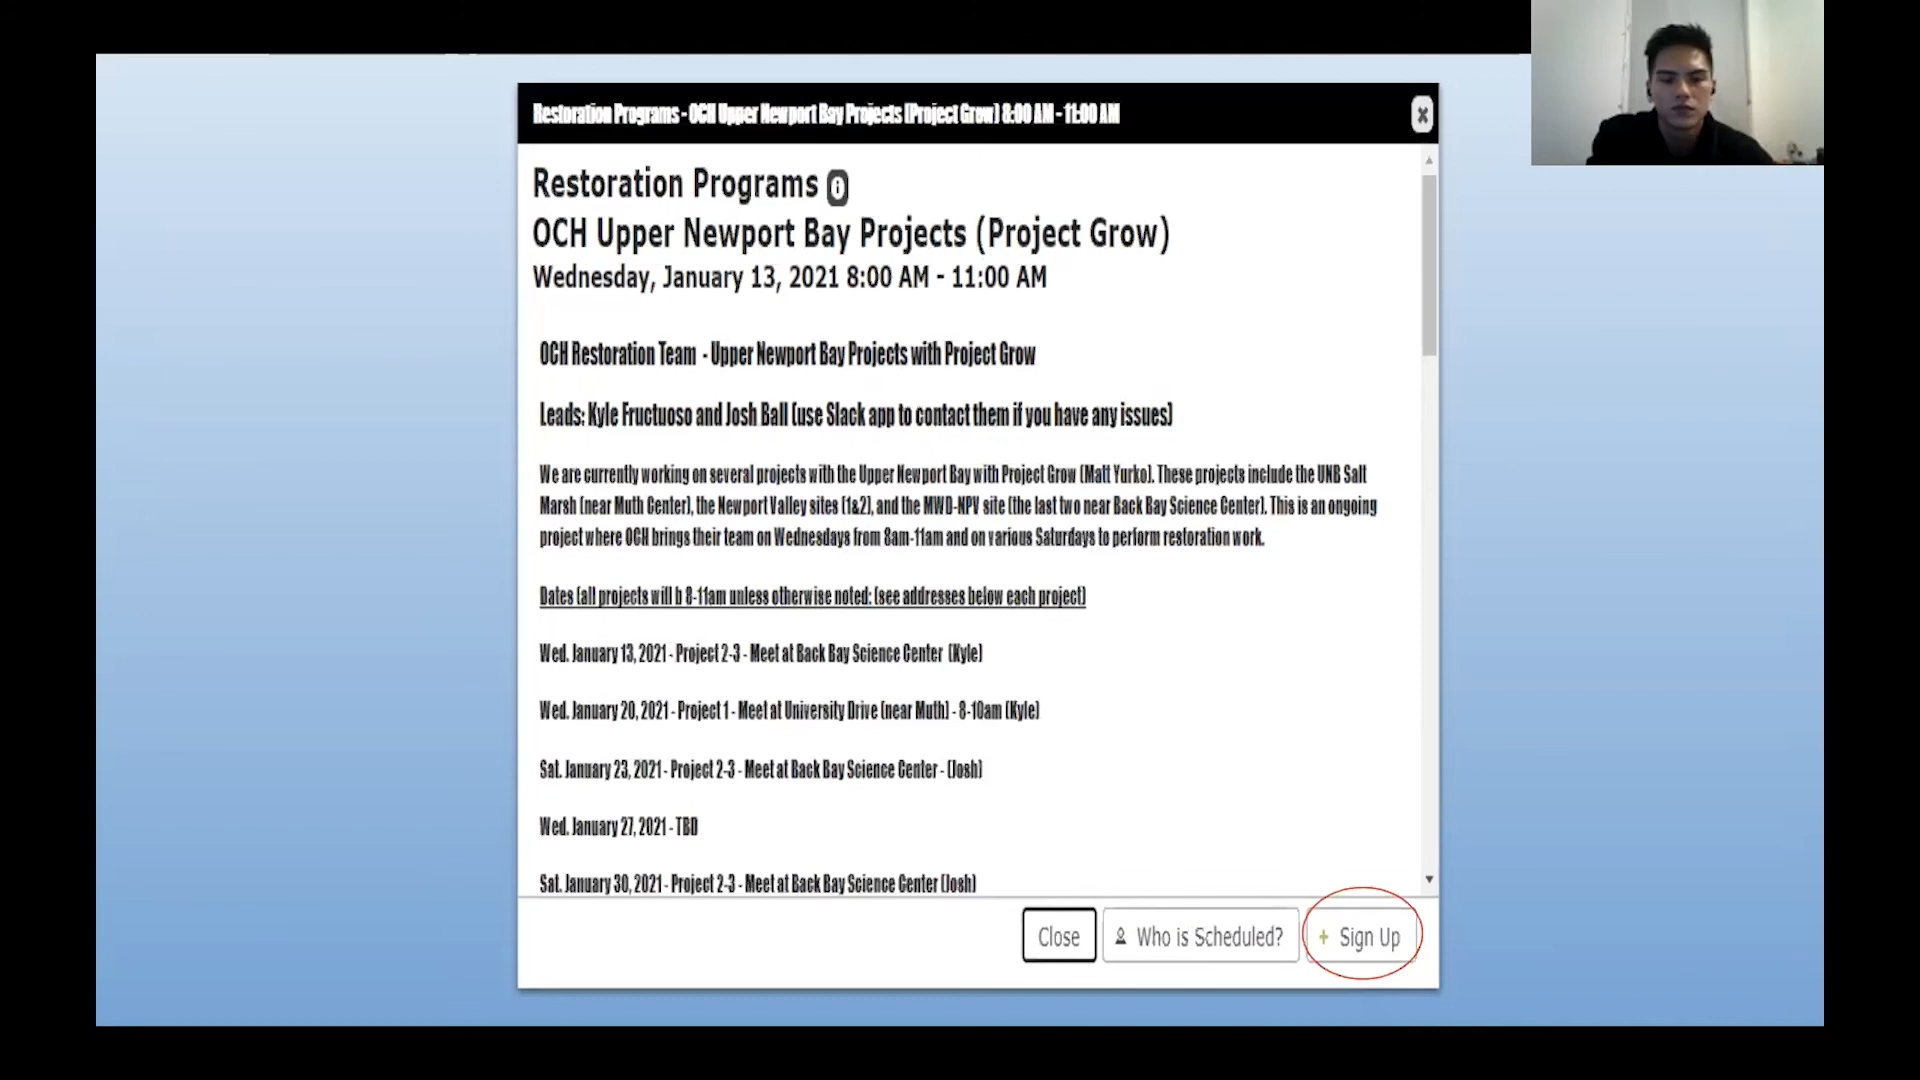 Restoration Programs - OCH Upper Newport Bay Projects (Project Grow) 8:00 AM - 11:00 AM
Restoration Programs
OCH Upper Newport Bay Projects (Project Grow)
Wednesday, January 13, 2021 8:00 AM - 11:00 AM
OCH Restoration Team - Upper Newport Bay Projects with Project Grow
Leads: Kyle Fructuoso and Josh Ball (use Slack app to contact them if you have any issues)
We are currently working on several projects with the Upper Newport Bay with Project Grow (Matt Yurko). These projects include the UNB Salt
Marsh (near Muth Center), the Newport Valley sites (1&2), and the MWD-NPV site (the last two near Back Bay Science Center). This is an ongoing
project where OCH brings their team on Wednesdays from 8am-11am and on various Saturdays to perform restoration work.
Dates (all projects will b 8-11am unless otherwise noted: (see addresses below each project)
Wed. January 13, 2021 - Project 2-3 - Meet at Back Bay Science Center (Kyle)
Wed. January 20, 2021 - Project 1 - Meet at University Drive (near Muth) - 8-10am (Kyle)
Sat. January 23, 2021 - Project 2-3 - Meet at Back Bay Science Center - (Josh)
Wed. January 27, 2021 - TBD
Sat. January 30, 2021 - Project 2-3 - Meet at Back Bay Science Center (Josh)
Close Who is Scheduled? + Sign Up